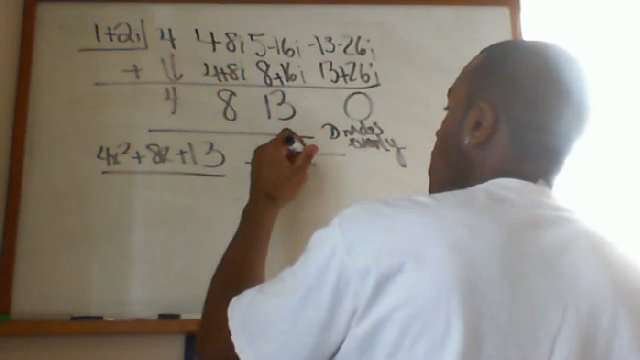 1+2i| 4 4-8i 5-16i -13-26i
+ ↓ 4+8i 8+16i 13+26i
4 8 13 0
Divides
evenly
4x²+8x+13